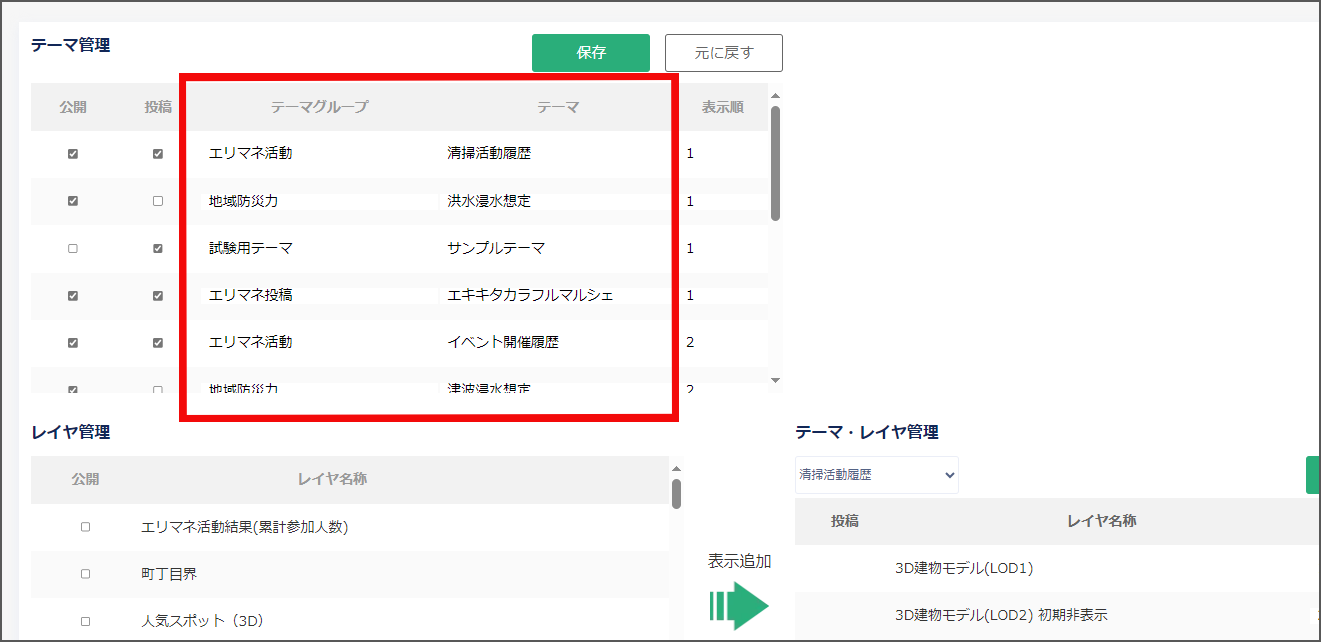 テーマ管理
保存 元に戻す
公開 投稿 テーマグループ テーマ 表示順
エリマネ活動 清掃活動履歴 1
地域防災力 洪水浸水想定 1
試験用テーマ サンプルテーマ 1
エリマネ投稿 エキキタカラフルマルシェ 1
エリマネ活動 イベント開催履歴 2
地域防災力 津波浸水想定 2
レイヤ管理
公開 レイヤ名称
エリマネ活動結果(累計参加人数)
町丁目界
人気スポット（3D）
表示追加
テーマ・レイヤ管理
清掃活動履歴
投稿 レイヤ名称
3D建物モデル(LOD1)
3D建物モデル(LOD2) 初期非表示